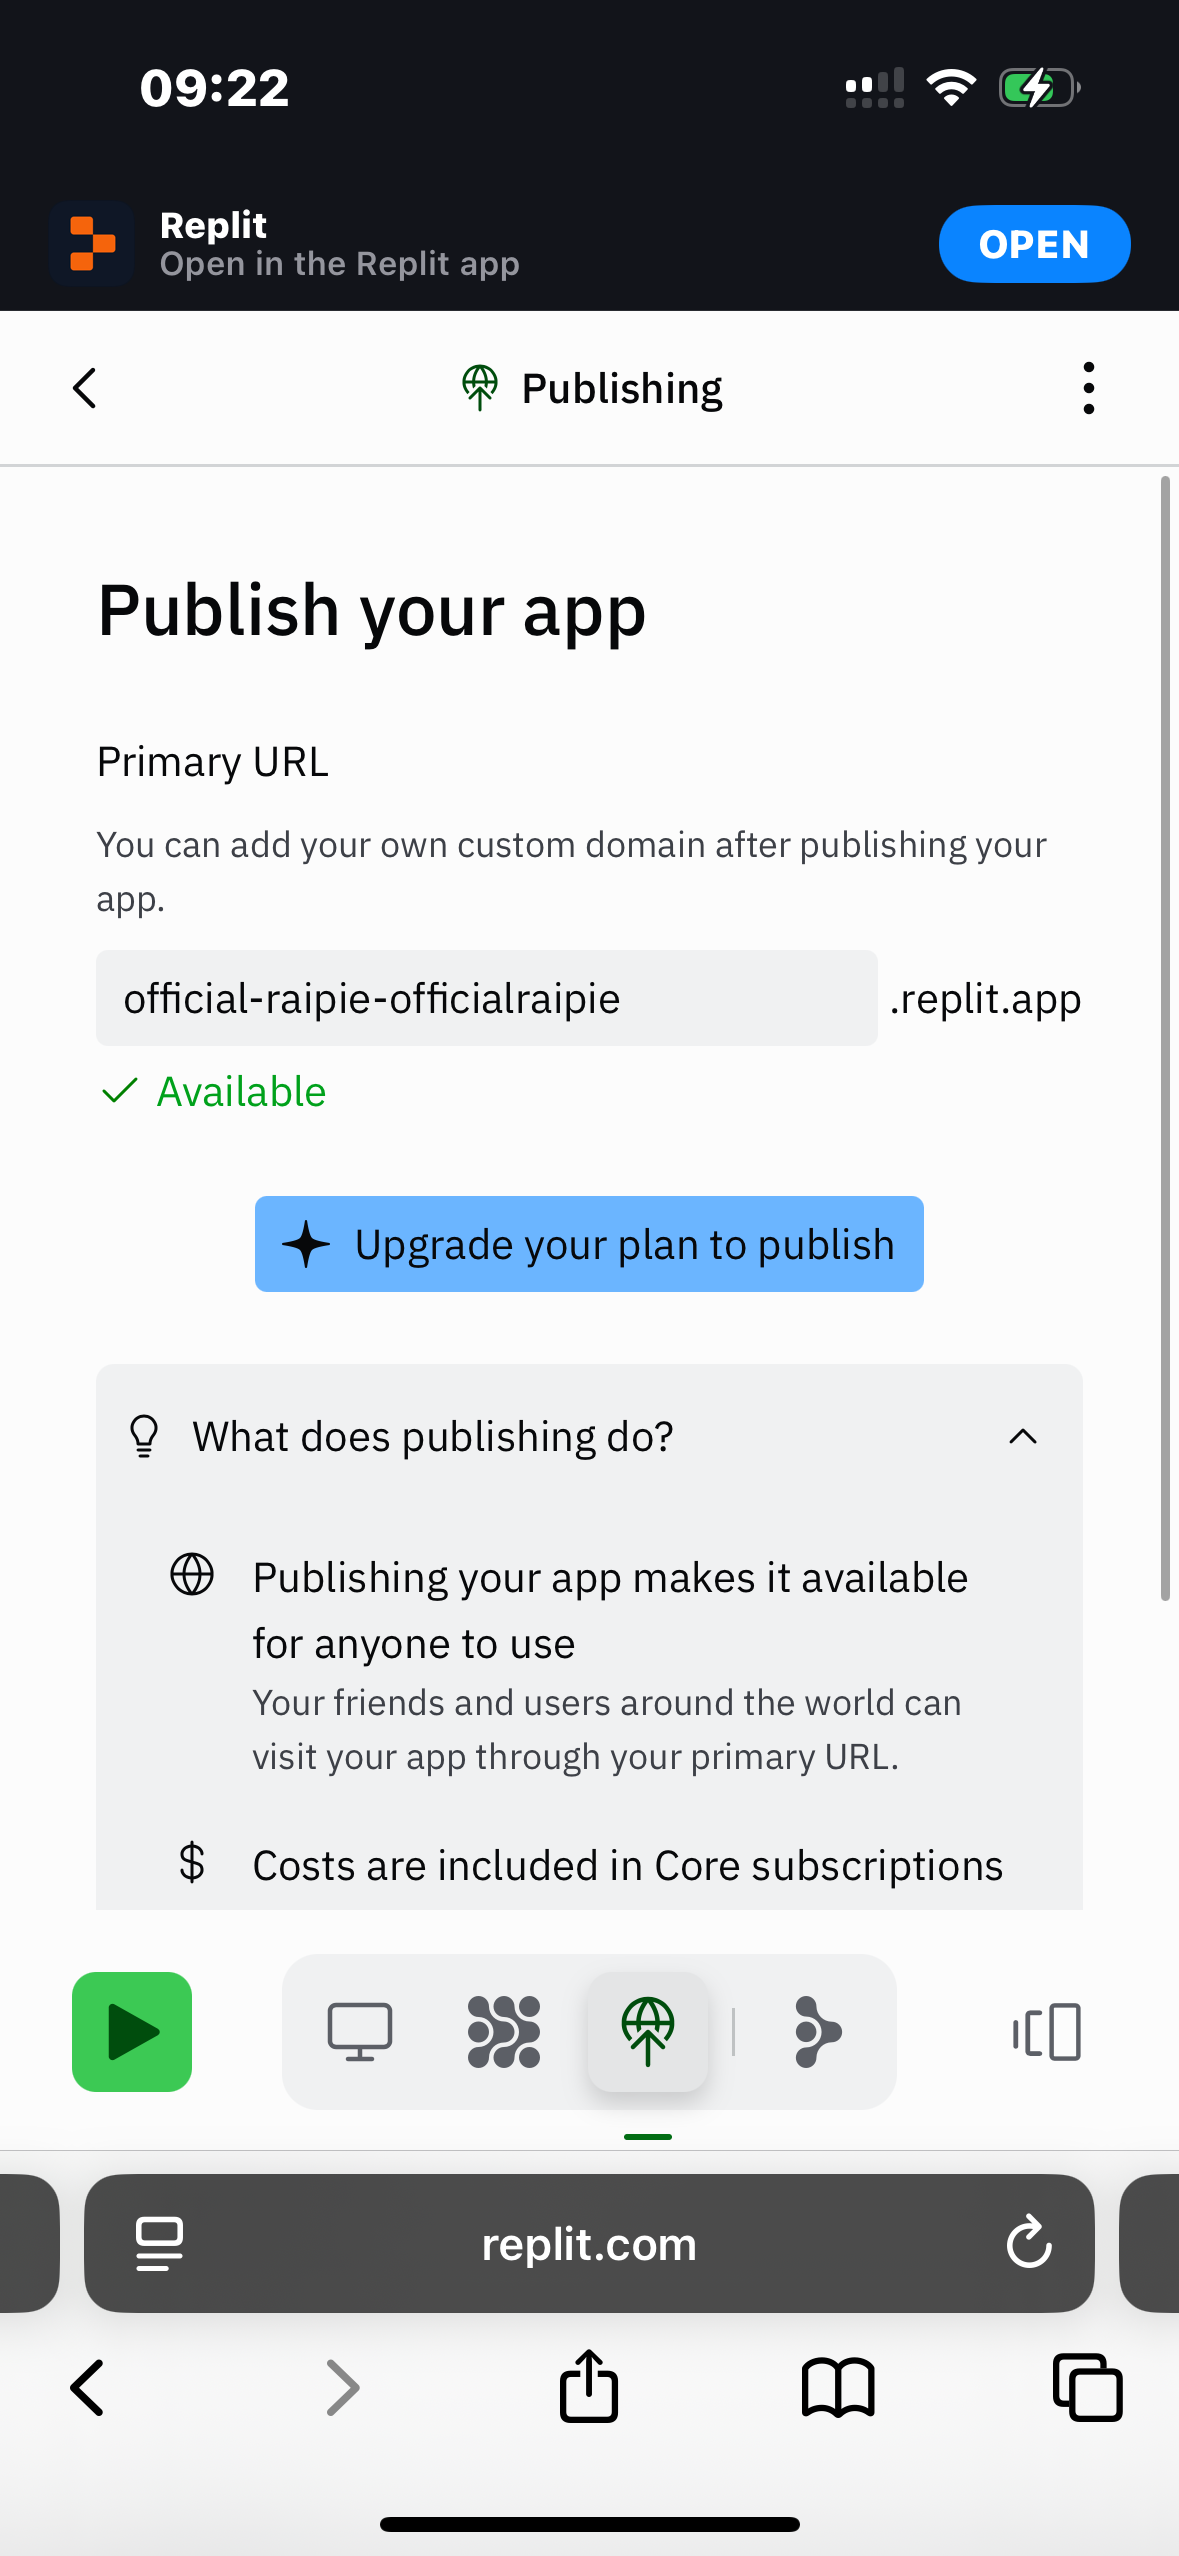 09:22
Replit
Open in the Replit app
OPEN
Publishing
Publish your app
Primary URL
You can add your own custom domain after publishing your
app.
official-raipie-officialraipie .replit.app
Available
Upgrade your plan to publish
What does publishing do?
Publishing your app makes it available
for anyone to use
Your friends and users around the world can
visit your app through your primary URL.
$ Costs are included in Core subscriptions
replit.com